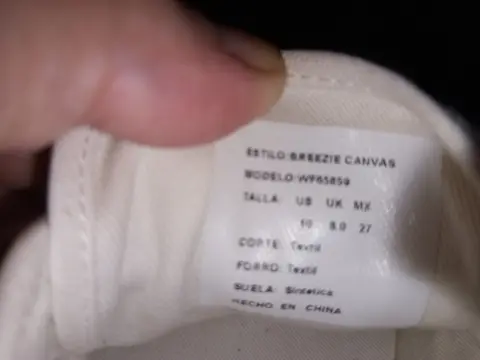 ESTILO:BREEZIE CANVAS
MODELO:WF65859
TALLA: US UK MX
10 8.0 27
CORTE: Textil
FORRO: Textil
SUELA: Sintetica
HECHO EN CHINA